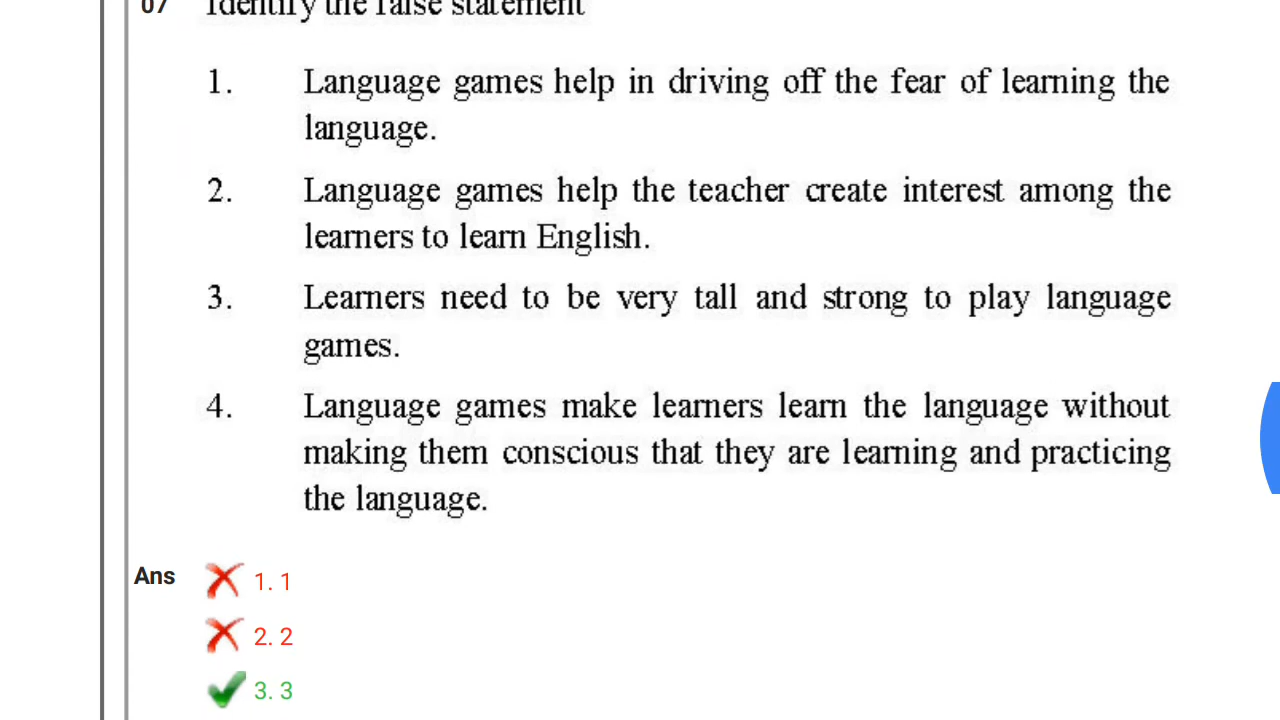 07 Identify the false statement
1. Language games help in driving off the fear of learning the
language.
2. Language games help the teacher create interest among the
learners to learn English.
3. Learners need to be very tall and strong to play language
games.
4. Language games make learners learn the language without
making them conscious that they are learning and practicing
the language.
Ans 1. 1
2. 2
3. 3